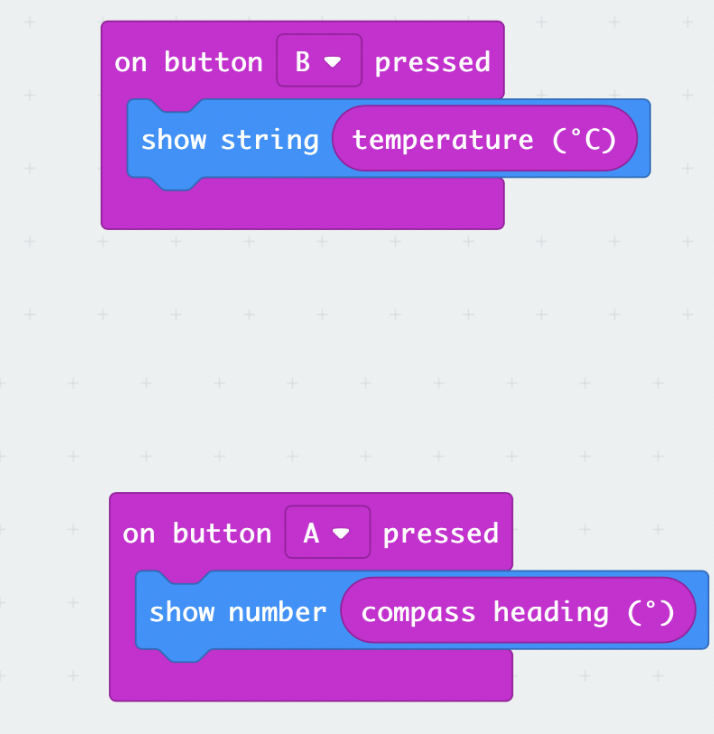 on button B pressed
show string temperature (°C)
on button A pressed
show number compass heading (°)